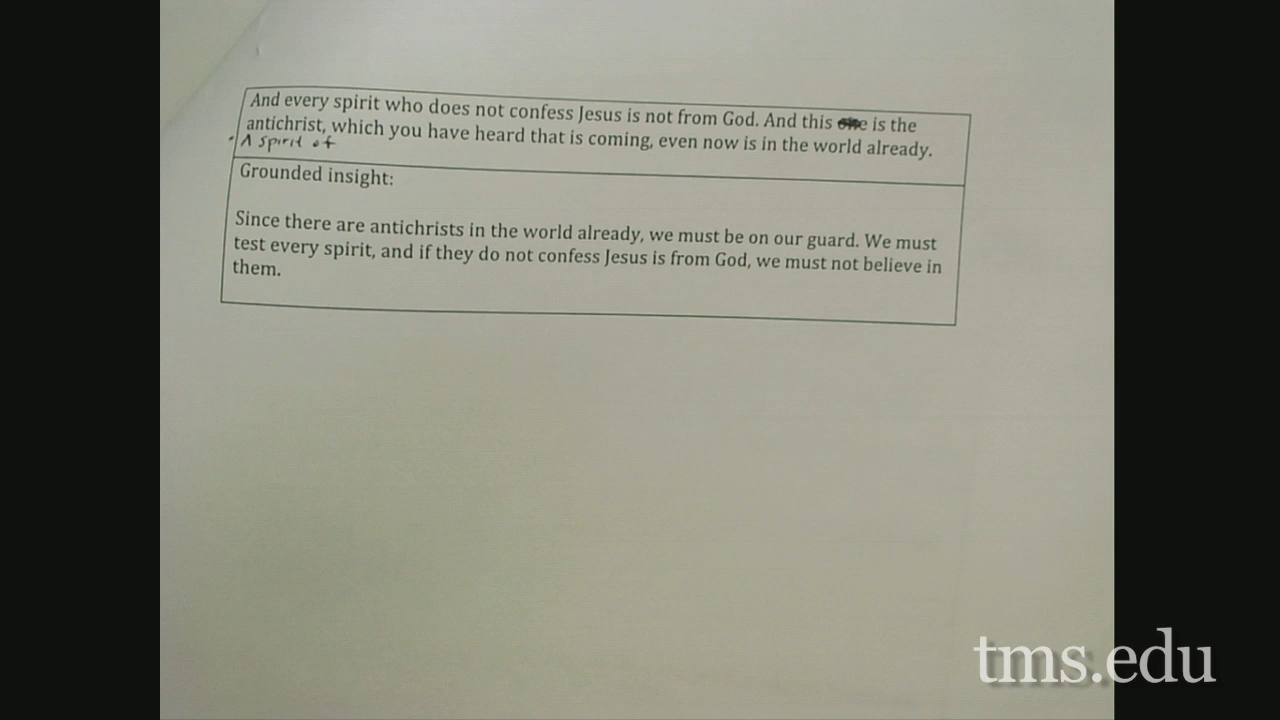 And every spirit who does not confess Jesus is not from God. And this one is the
antichrist, which you have heard that is coming, even now is in the world already.
^ spirit of
Grounded insight:
Since there are antichrists in the world already, we must be on our guard. We must
test every spirit, and if they do not confess Jesus is from God, we must not believe in
them.
tms.edu